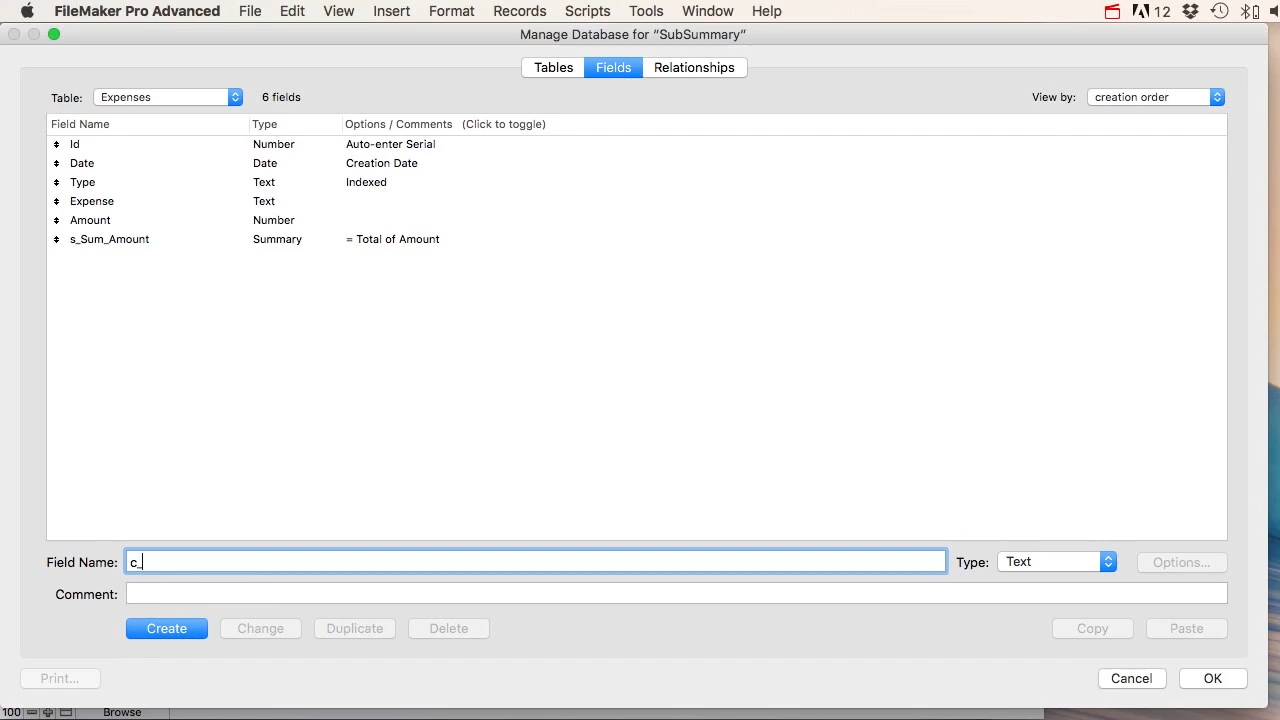 FileMaker Pro Advanced File Edit View Insert Format Records Scripts Tools Window Help 12
Manage Database for “SubSummary”
Tables Fields Relationships
Table: Expenses 6 fields View by: creation order
Field Name Type Options / Comments (Click to toggle)
Id Number Auto-enter Serial
Date Date Creation Date
Type Text Indexed
Expense Text
Amount Number
s_Sum_Amount Summary = Total of Amount
Field Name: c_ Type: Text Options...
Comment:
Create Change Duplicate Delete Copy Paste
Print... Cancel OK
100 Browse